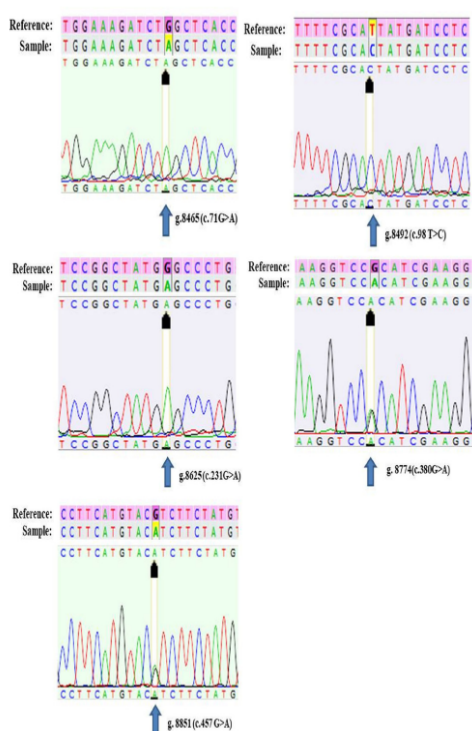 Reference: TGGAAAGATCTGGCTCACC
Sample: TGGAAAGATCTAGCTCACC
TGGAAAGATCTAGCTCACC
TGGAAAGATCTAGCTCACC
g.8465(c.71G>A)
Reference: TTTTCGCATTATGATCCTC
Sample: TTTTCGCACTATGATCCTC
TTTTCGCACTATGATCCTC
TTTTCGCACTATGATCCTC
g.8492(c.98T>C)
Reference: TCCGGCTATGGGCCCTG
Sample: TCCGGCTATGAGCCCTG
TCCGGCTATGAGCCCTG
TCCGGCTATGAGCCCTG
g.8625(c.231G>A)
Reference: AAGGTCCGCATCGAAGG
Sample: AAGGTCCACATCGAAGG
AAGGTCCACATCGAAGG
AAGGTCCACATCGAAGG
g. 8774(c.380G>A)
Reference: CCTTCATGTACGTCTTCTATG
Sample: CCTTCATGTACATCTTCTATG
CCTTCATGTACATCTTCTATG
CCTTCATGTACATCTTCTATG
g. 8851(c.457G>A)